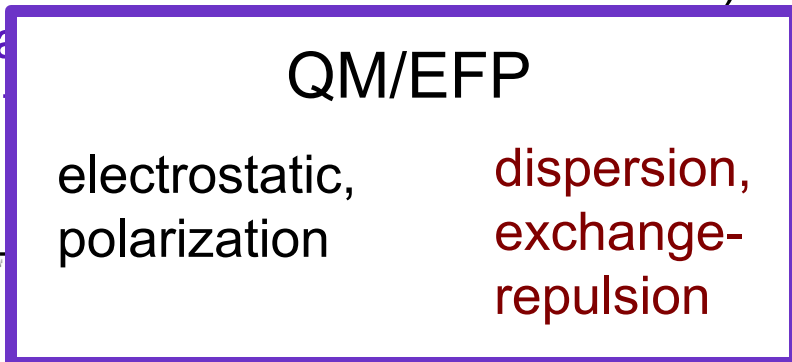 QM/EFP
electrostatic,
polarization
dispersion,
exchange-
repulsion